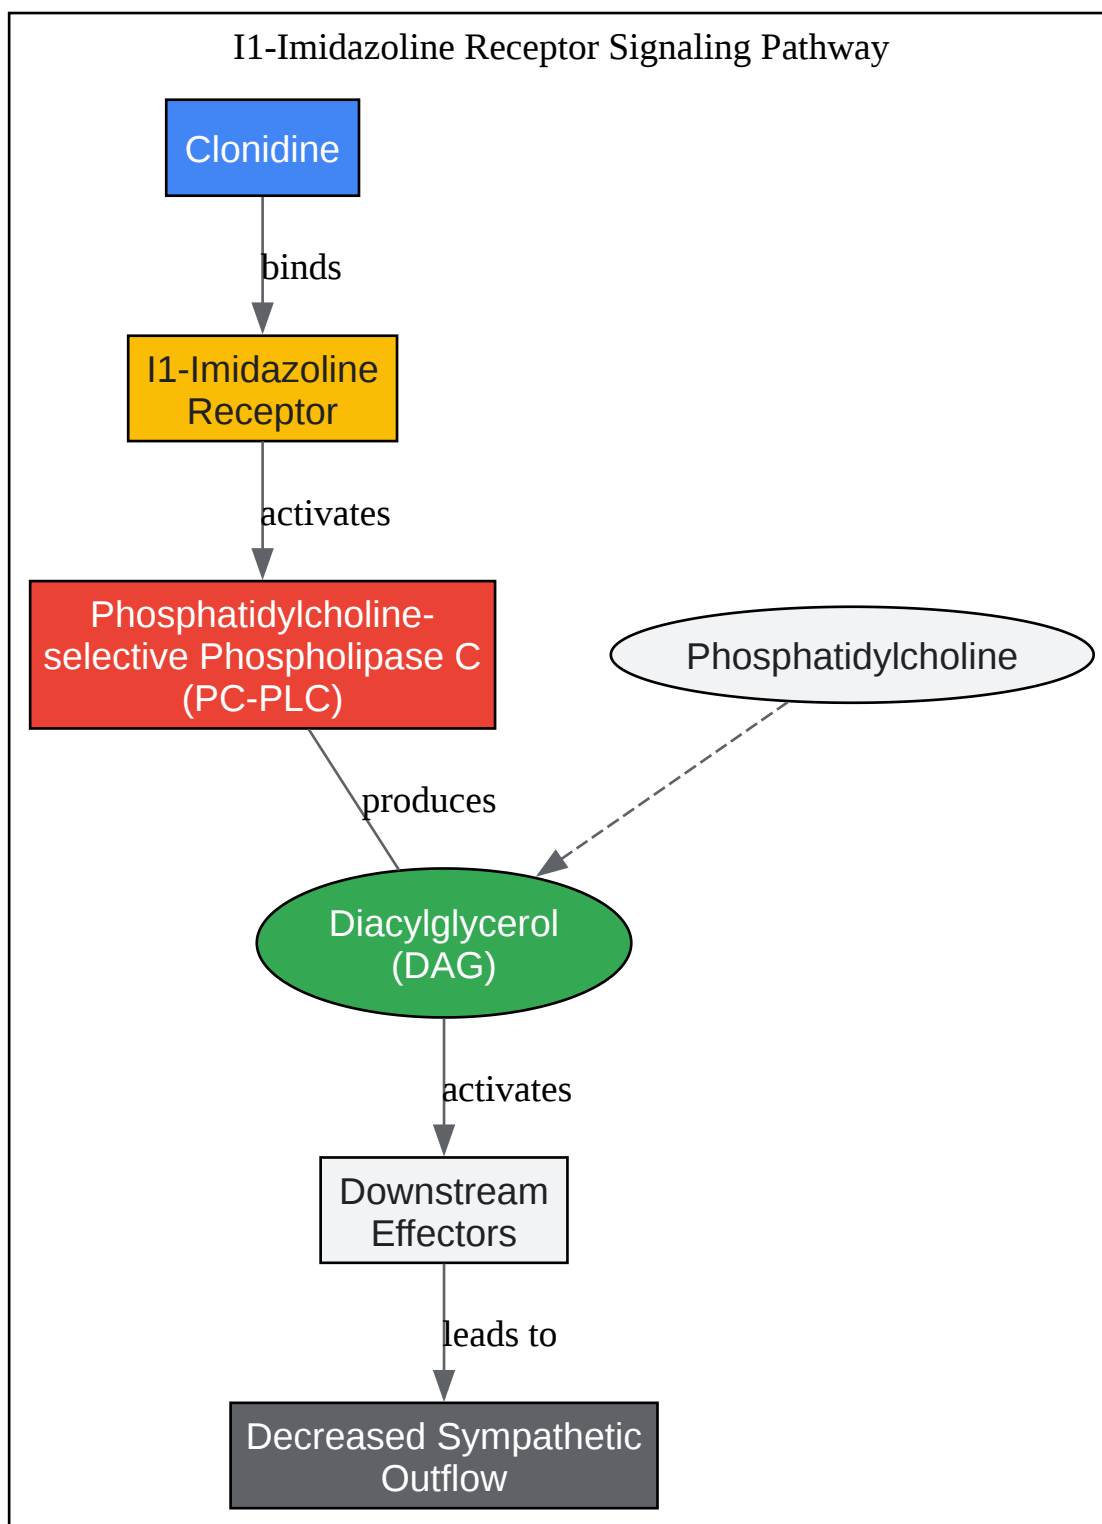 I1-Imidazoline Receptor Signaling Pathway
Clonidine
binds
I1-Imidazoline
Receptor
activates
Phosphatidylcholine-
selective Phospholipase C
(PC-PLC)
Phosphatidylcholine
produces
Diacylglycerol
(DAG)
activates
Downstream
Effectors
leads to
Decreased Sympathetic
Outflow